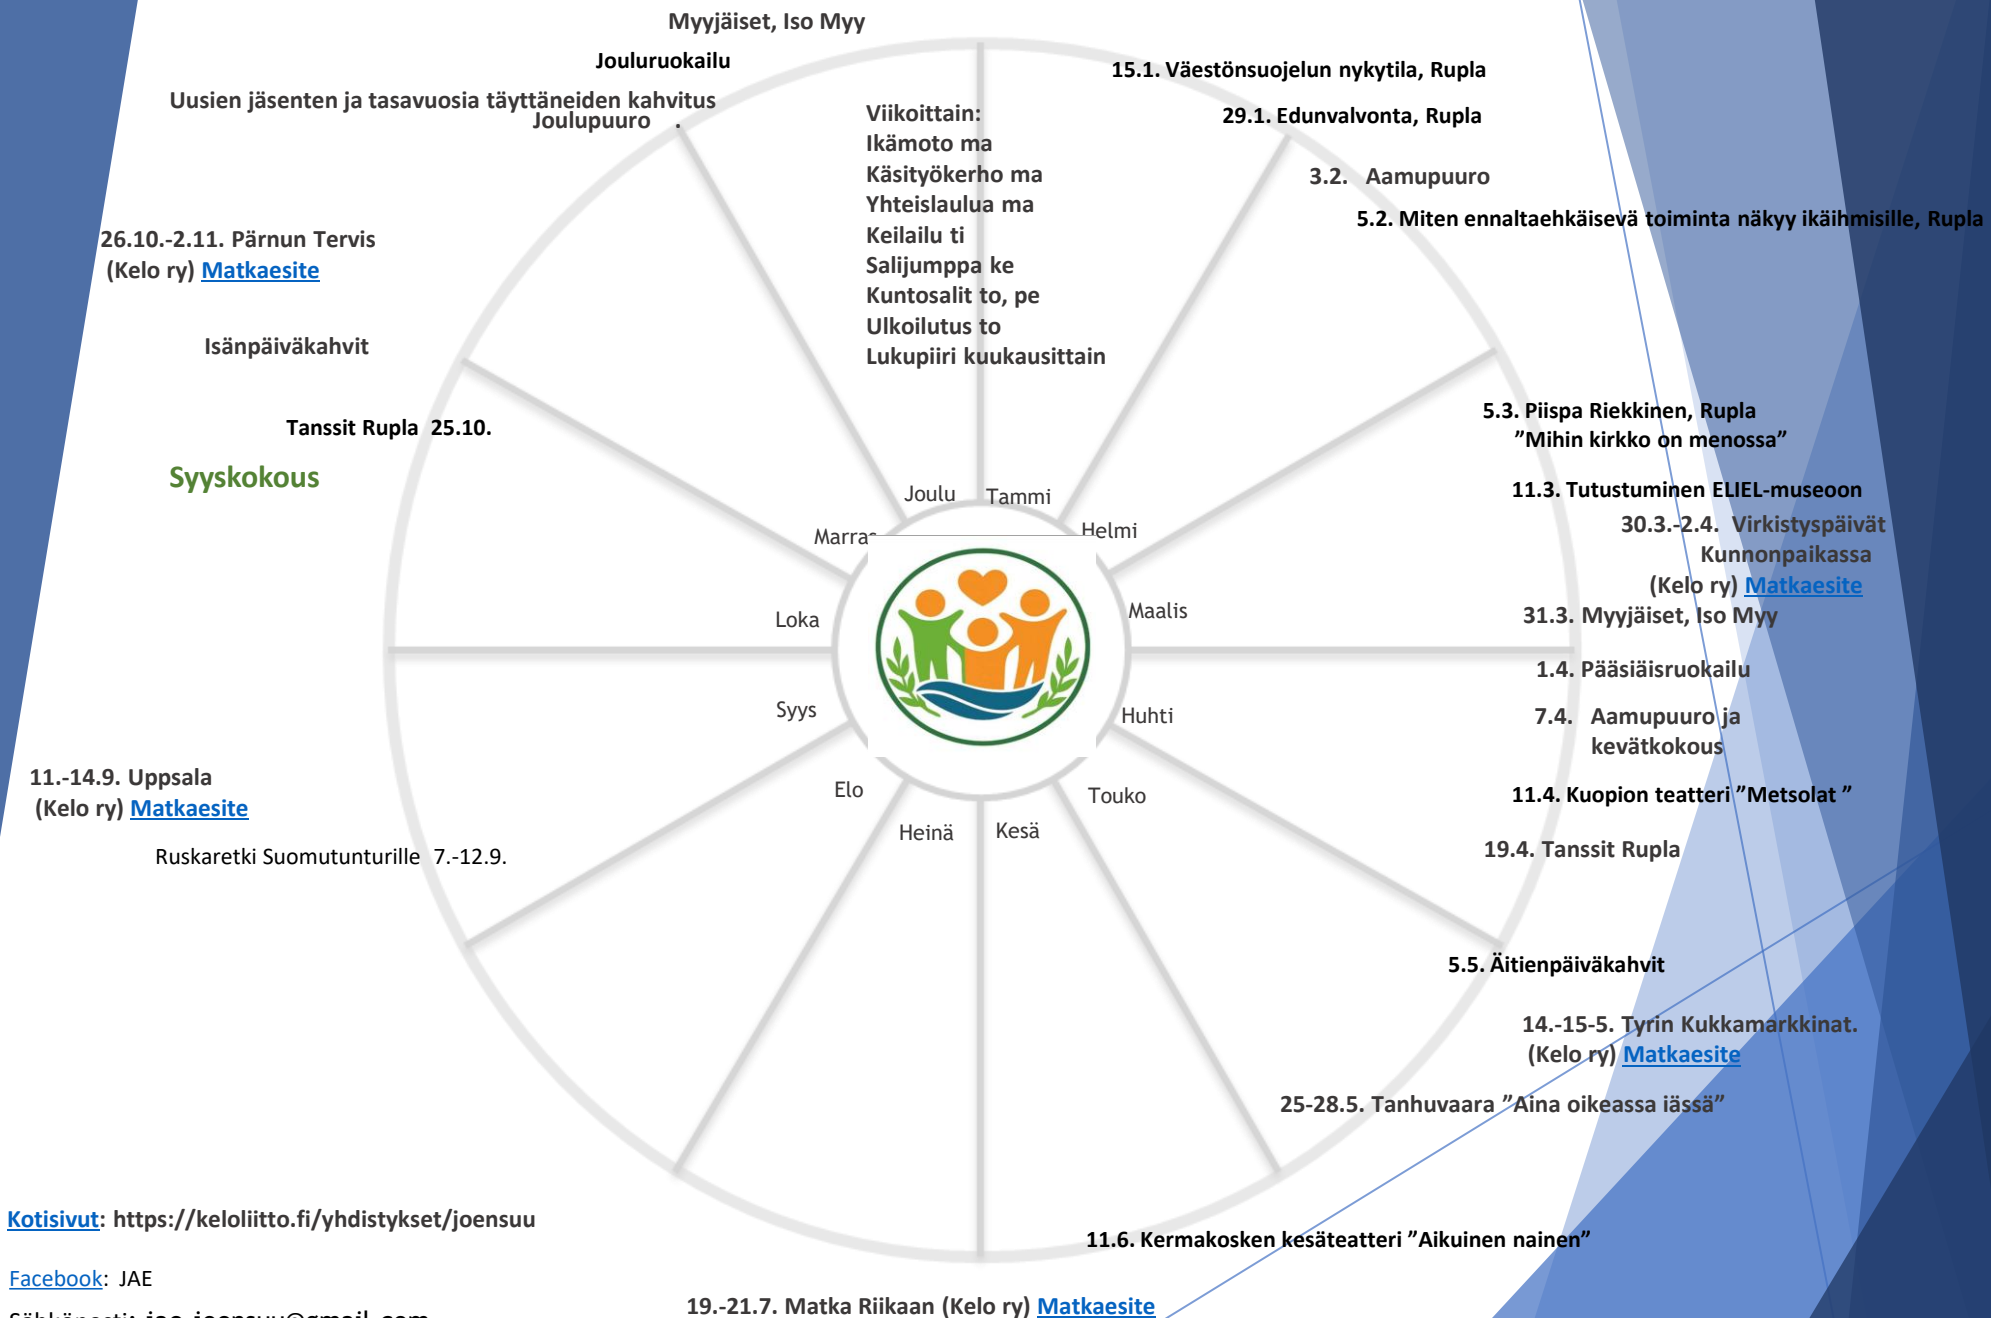 Myyjäiset, Iso Myy
Jouluruokailu
Uusien jäsenten ja tasavuosia täyttäneiden kahvitus
Joulupuuro .
26.10.-2.11. Pärnun Tervis
(Kelo ry) Matkaesite
Isänpäiväkahvit
Tanssit Rupla 25.10.
Syyskokous
11.-14.9. Uppsala
(Kelo ry) Matkaesite
Ruskaretki Suomutunturille 7.-12.9.
Viikoittain:
Ikämoto ma
Käsityökerho ma
Yhteislaulua ma
Keilailu ti
Salijumppa ke
Kuntosalit to, pe
Ulkoilutus to
Lukupiiri kuukausittain
Joulu
Tammi
Helmi
Maalis
Huhti
Touko
Kesä
Heinä
Elo
Syys
Loka
Marras
15.1. Väestönsuojelun nykytila, Rupla
29.1. Edunvalvonta, Rupla
3.2. Aamupuuro
5.2. Miten ennaltaehkäisevä toiminta näkyy ikäihmisille, Rupla
5.3. Piispa Riekkinen, Rupla
”Mihin kirkko on menossa”
11.3. Tutustuminen ELIEL-museoon
30.3.-2.4. Virkistyspäivät
Kunnonpaikassa
(Kelo ry) Matkaesite
31.3. Myyjäiset, Iso Myy
1.4. Pääsiäisruokailu
7.4. Aamupuuro ja
kevätkokous
11.4. Kuopion teatteri ”Metsolat ”
19.4. Tanssit Rupla
5.5. Äitienpäiväkahvit
14.-15-5. Tyrin Kukkamarkkinat.
(Kelo ry) Matkaesite
25-28.5. Tanhuvaara ”Aina oikeassa iässä”
11.6. Kermakosken kesäteatteri ”Aikuinen nainen”
19.-21.7. Matka Riikaan (Kelo ry) Matkaesite
Kotisivut: https://keloliitto.fi/yhdistykset/joensuu
Facebook: JAE